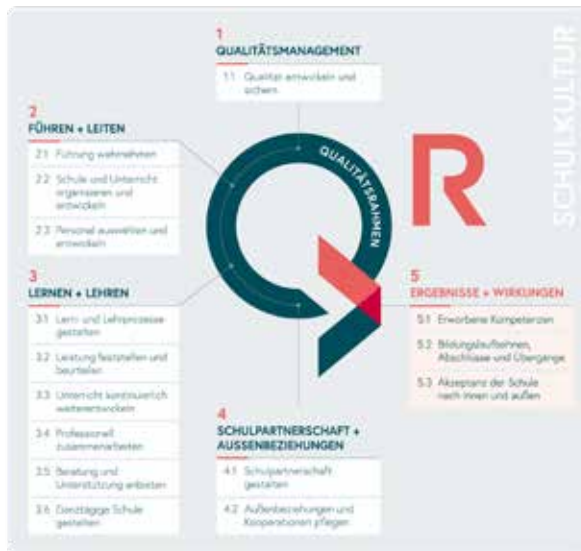 1
QUALITÄTSMANAGEMENT
1.1 Qualität entwickeln und
sichern
2
FÜHREN + LEITEN
2.1 Führung wahrnehmen
2.2 Schule und Unterricht
organisieren und
entwickeln
2.3 Personal auswählen und
entwickeln
3
LERNEN + LEHREN
3.1 Lern- und Lehrprozesse
gestalten
3.2 Leistung feststellen und
beurteilen
3.3 Unterricht kontinuierlich
weiterentwickeln
3.4 Professionell
zusammenarbeiten
3.5 Beratung und
Unterstützung anbieten
3.6 Ganztägige Schule
gestalten
QUALITÄTSRAHMEN
R
4
SCHULPARTNERSCHAFT +
AUSSENBEZIEHUNGEN
4.1 Schulpartnerschaft
gestalten
4.2 Außenbeziehungen und
Kooperationen pflegen
5
ERGEBNISSE + WIRKUNGEN
5.1 Erworbene Kompetenzen
5.2 Bildungslaufbahnen,
Abschlüsse und Übergänge
5.3 Akzeptanz der Schule
nach innen und außen
SCHULKULTUR